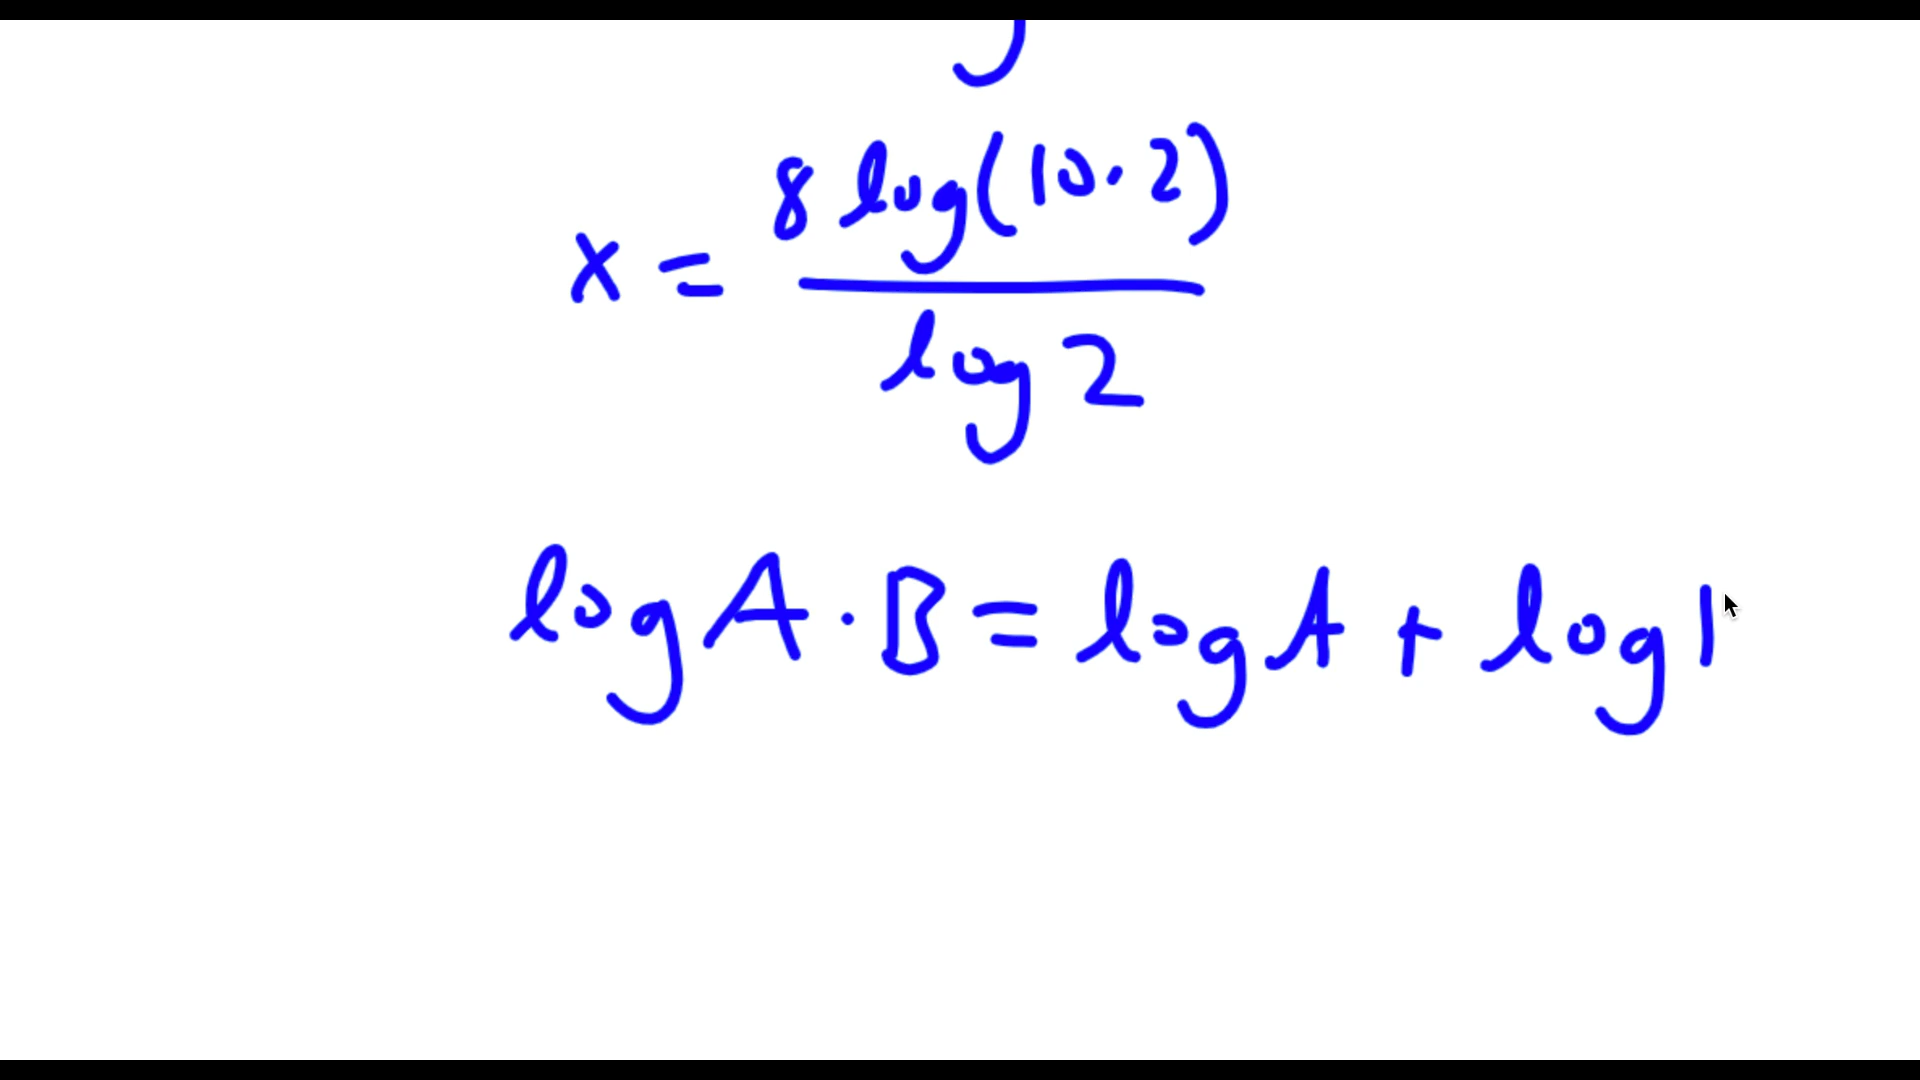 x = 8 log(10·2) / log 2
log A · B = log A + log |